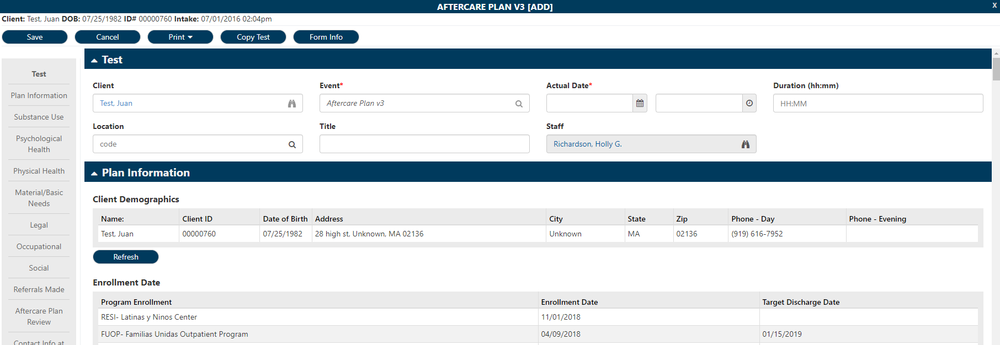 AFTERCARE PLAN V3 [ADD]
X
Client: Test, Juan DOB: 07/25/1982 ID# 00000760 Intake: 07/01/2016 02:04pm
Save Cancel Print Copy Test Form Info
Test
Plan Information
Substance Use
Psychological
Health
Physical Health
Material/Basic
Needs
Legal
Occupational
Social
Referrals Made
Aftercare Plan
Review
Contact Info at
Test
Client Event* Actual Date* Duration (hh:mm)
Test, Juan Aftercare Plan v3 HH:MM
Location Title Staff
code Richardson, Holly G.
Plan Information
Client Demographics
Name: Client ID Date of Birth Address City State Zip Phone - Day Phone - Evening
Test, Juan 00000760 07/25/1982 28 high st, Unknown, MA 02136 Unknown MA 02136 (919) 616-7952
Refresh
Enrollment Date
Program Enrollment Enrollment Date Target Discharge Date
RESI- Latinas y Ninos Center 11/01/2018
FUOP- Familias Unidas Outpatient Program 04/09/2018 01/15/2019